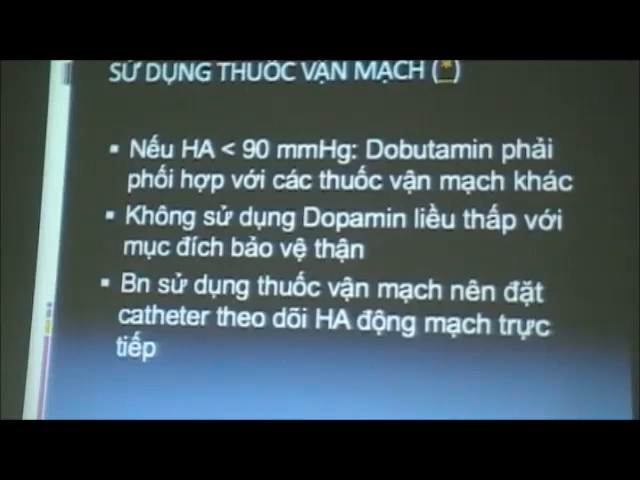 SỬ DỤNG THUỐC VẬN MẠCH (*)
▪ Nếu HA < 90 mmHg: Dobutamin phải
phối hợp với các thuốc vận mạch khác
▪ Không sử dụng Dopamin liều thấp với
mục đích bảo vệ thận
▪ Bn sử dụng thuốc vận mạch nên đặt
catheter theo dõi HA động mạch trực
tiếp